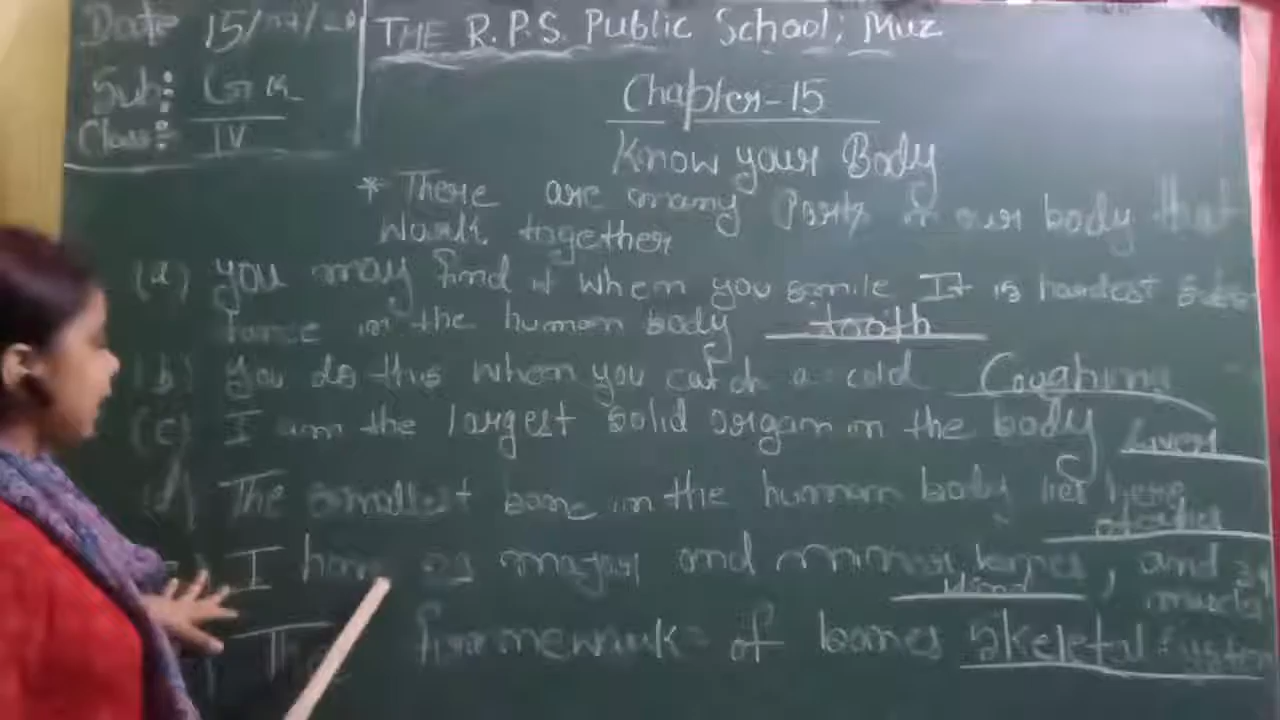 Date 15/
THE R.P.S. Public School, Muz
Sub: G K
Class: IV
Chapter-15
Know your Body
* There are many Parts in our body that
Work together
(a) you may find it when you smile It is hardest subs
tance in the human body tooth
(b) You do this when you catch a cold Coughing
(c) I am the largest solid organ in the body Liver
(d) The smallest bone in the human body lies here
I have major and minor bones, and
muscles
The framework of bones Skeletal System